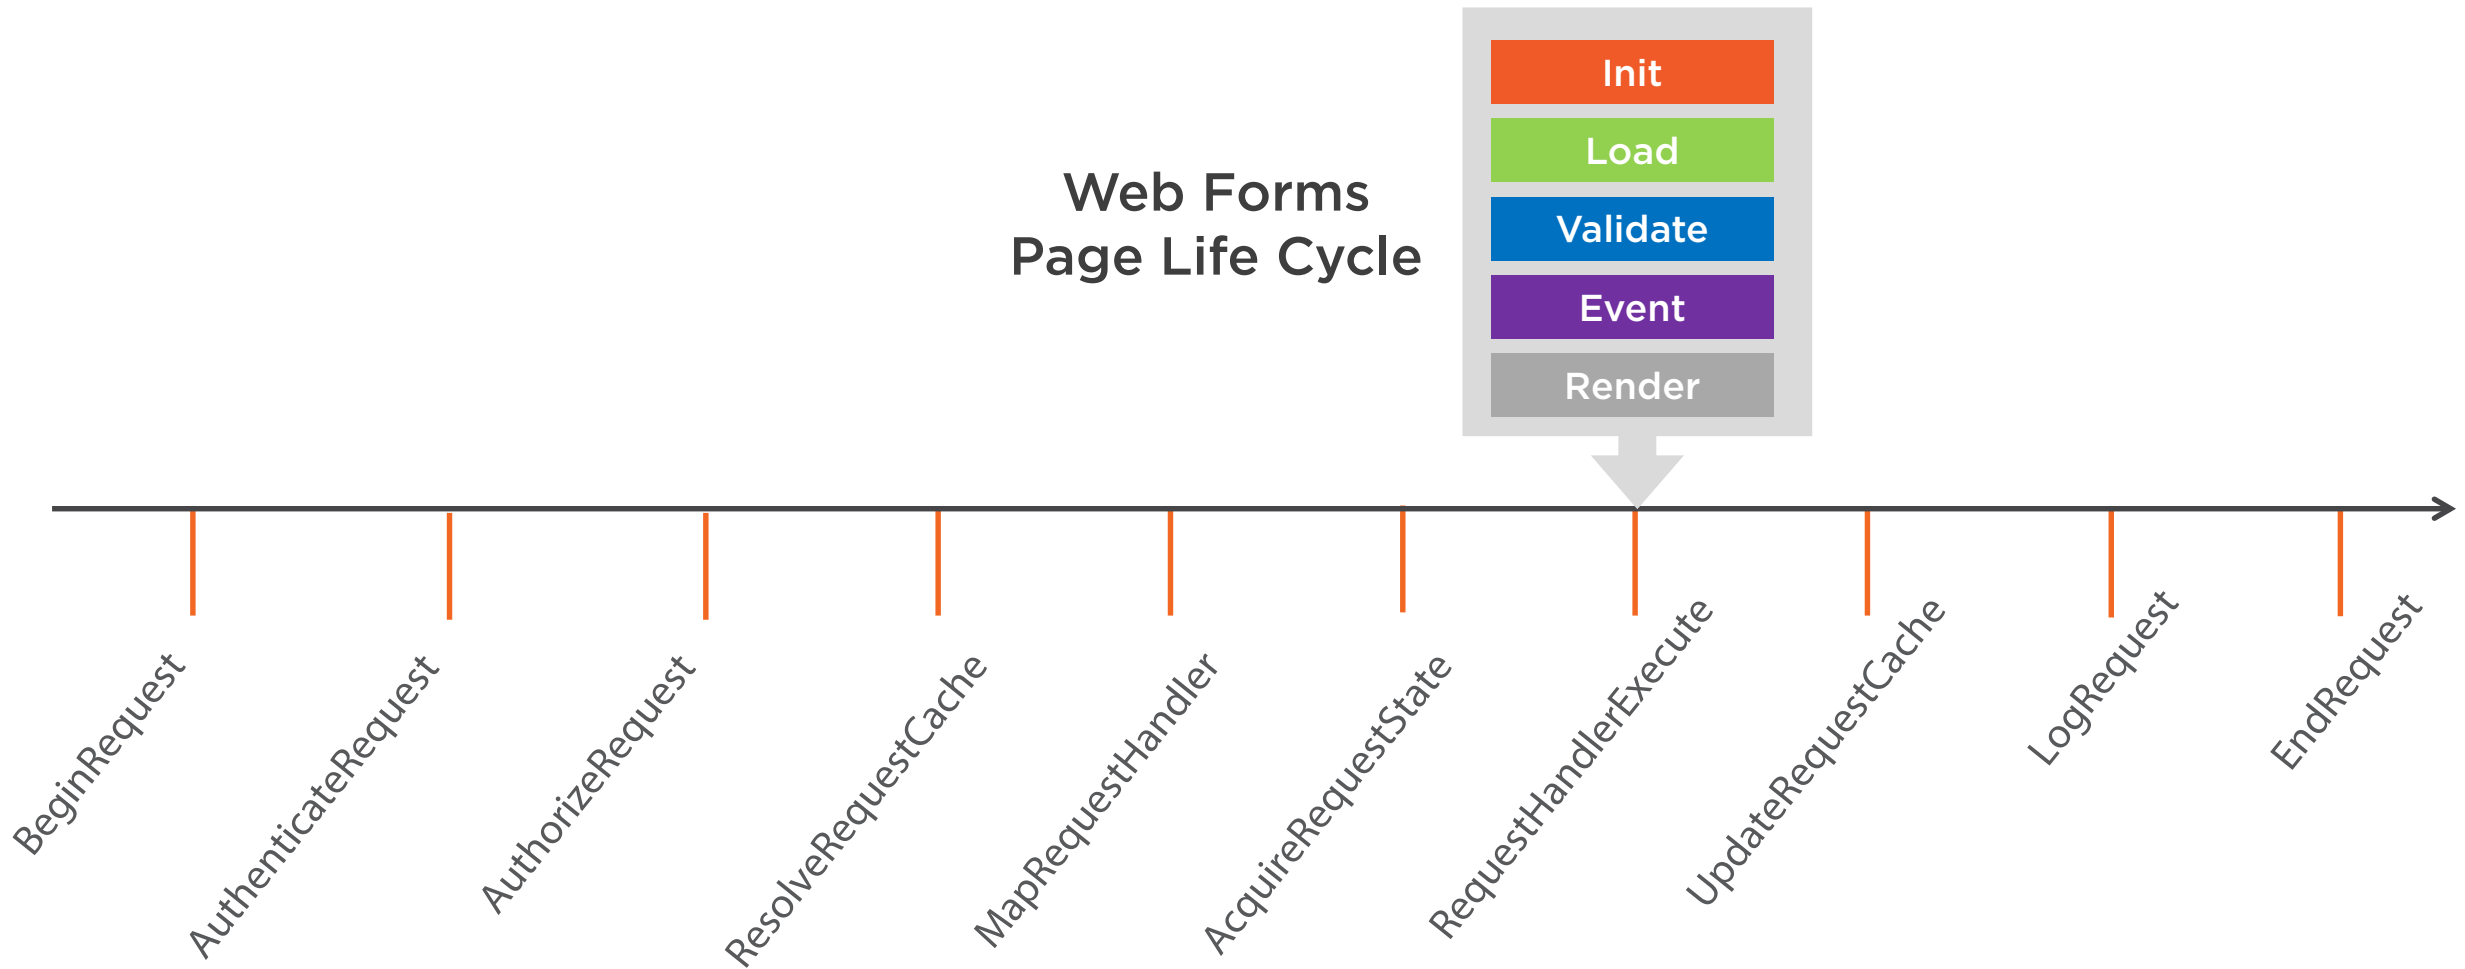 Init
Load
Web Forms
Page Life Cycle
Validate
Event
Render
BeginRequest
AuthenticateRequest
AuthorizeRequest
ResolveRequestCache
MapRequestHandler
AcquireRequestState
RequestHandlerExecute
UpdateRequestCache
LogRequest
EndRequest